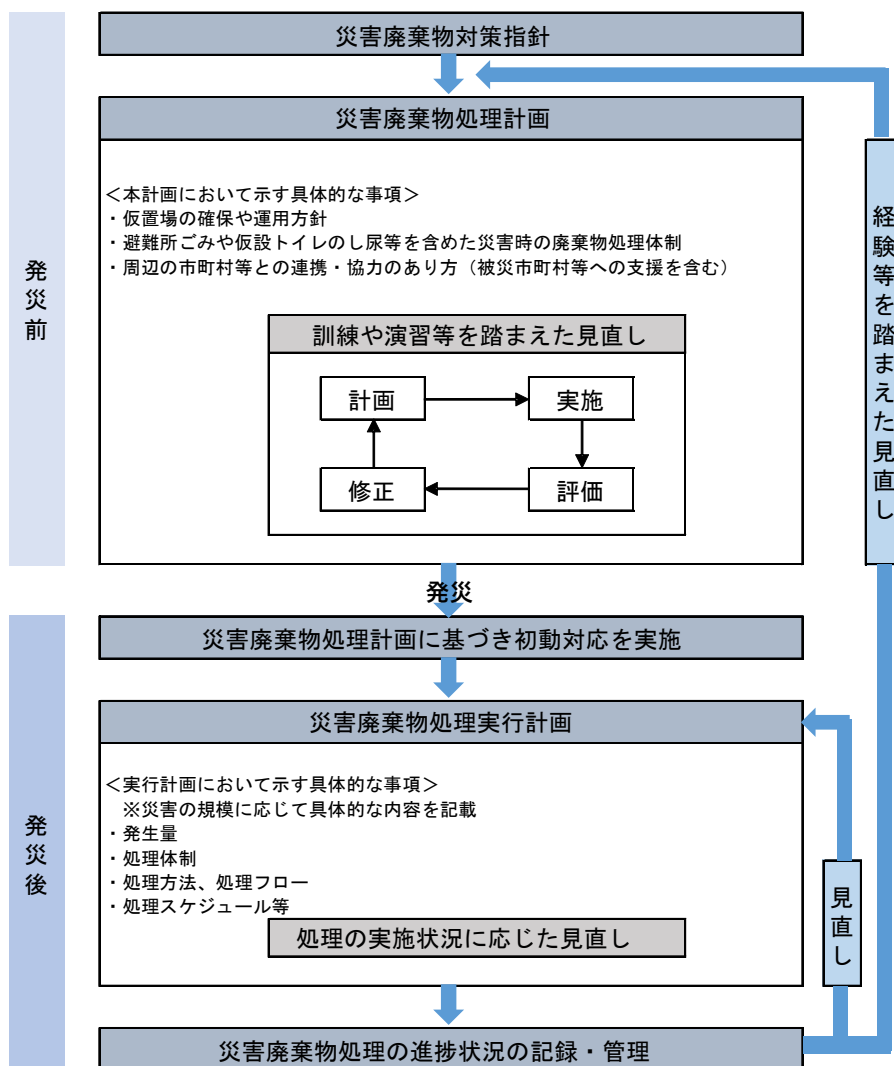 発災前
災害廃棄物対策指針
災害廃棄物処理計画
＜本計画において示す具体的な事項＞
・仮置場の確保や運用方針
・避難所ごみや仮設トイレのし尿等を含めた災害時の廃棄物処理体制
・周辺の市町村等との連携・協力のあり方（被災市町村等への支援を含む）
訓練や演習等を踏まえた見直し
計画
実施
修正
評価
経験等を踏まえた見直し
発災
発災後
災害廃棄物処理計画に基づき初動対応を実施
災害廃棄物処理実行計画
＜実行計画において示す具体的な事項＞
※災害の規模に応じて具体的な内容を記載
・発生量
・処理体制
・処理方法、処理フロー
・処理スケジュール等
処理の実施状況に応じた見直し
見直し
災害廃棄物処理の進捗状況の記録・管理